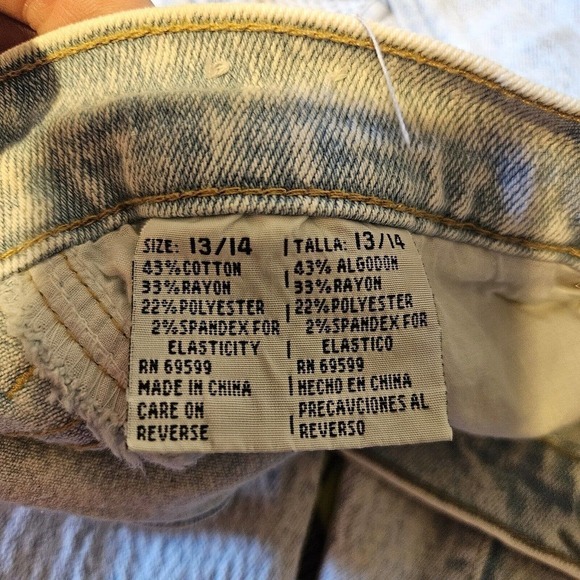 SIZE: 13/14
43% COTTON
33% RAYON
22% POLYESTER
2% SPANDEX FOR
ELASTICITY
RN 69599
MADE IN CHINA
CARE ON
REVERSE
TALLA: 13/14
43% ALGODON
33% RAYON
22% POLYESTER
2% SPANDEX FOR
ELASTICO
RN 69599
HECHO EN CHINA
PRECAUCIONES AL
REVERSO